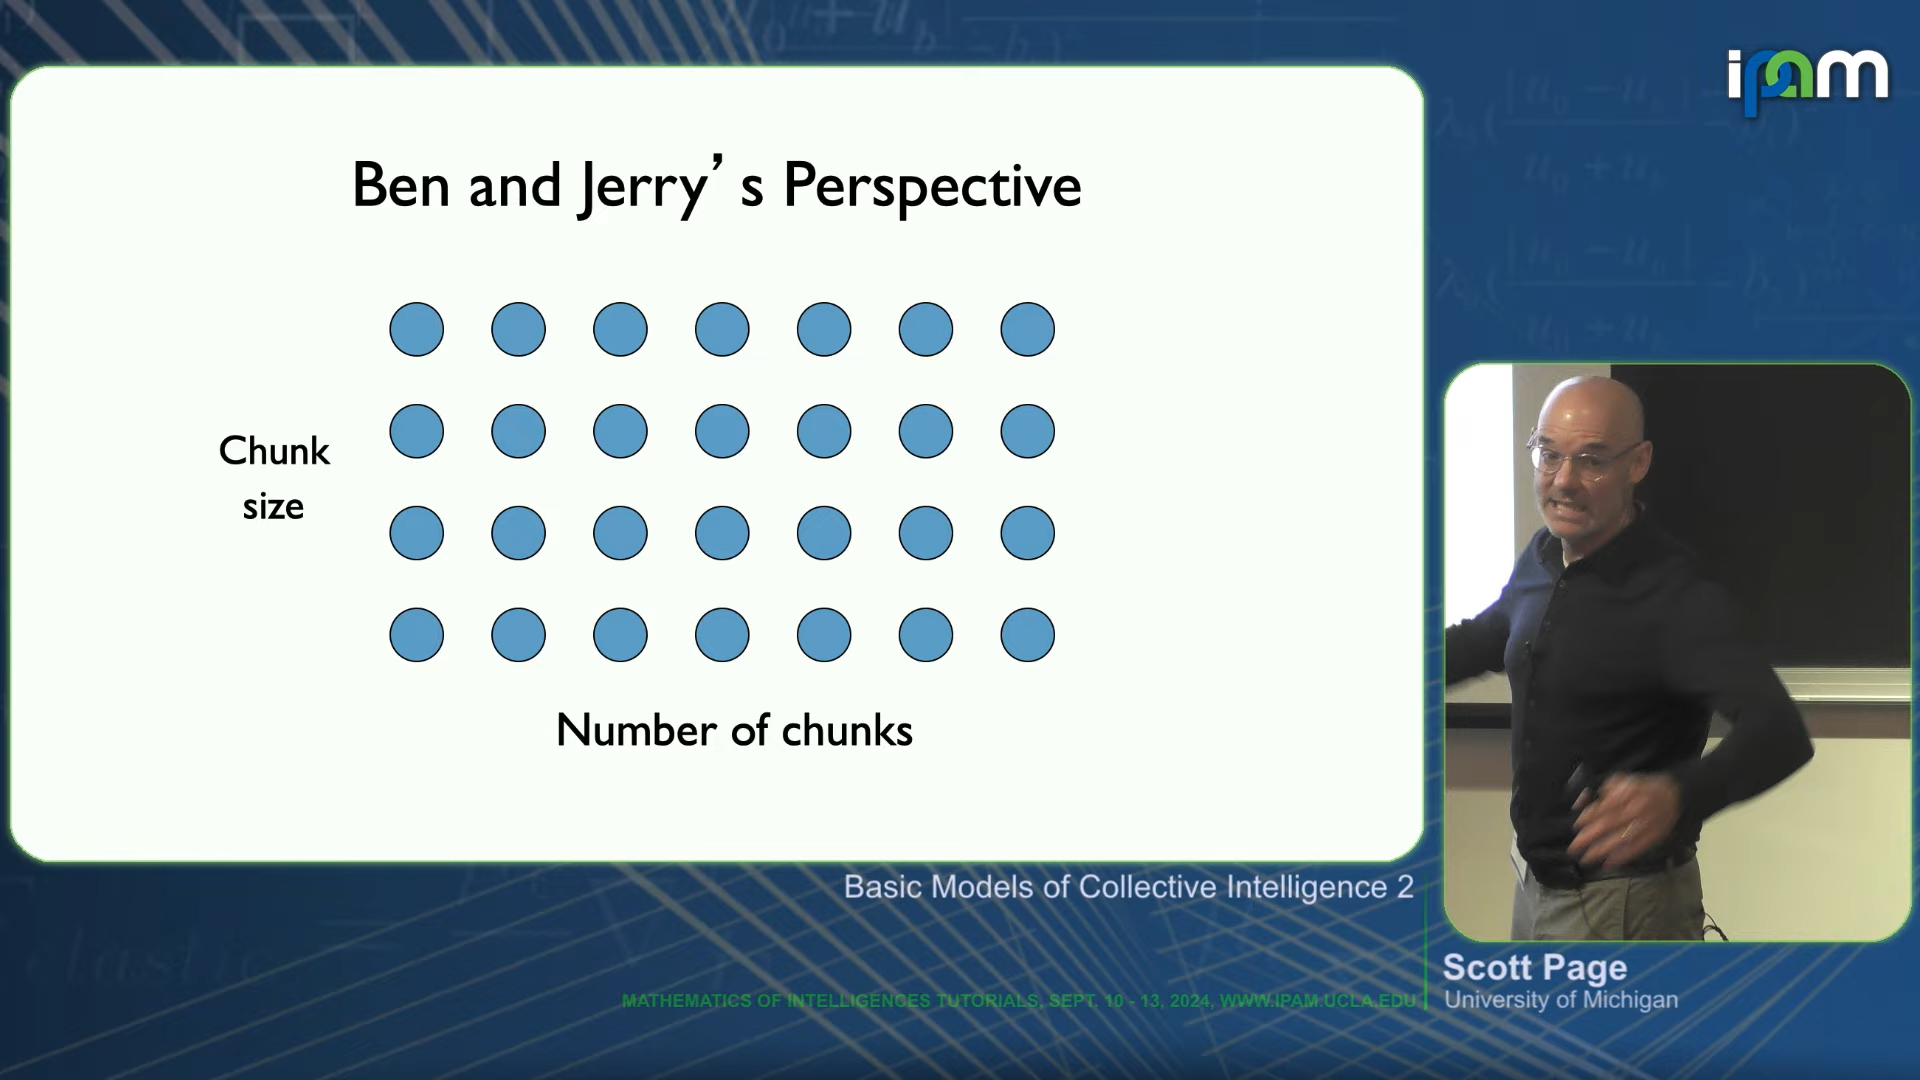 ipam
Ben and Jerry’s Perspective
Chunk
size
Number of chunks
Basic Models of Collective Intelligence 2
Scott Page
University of Michigan
MATHEMATICS OF INTELLIGENCES TUTORIALS, SEPT. 10 - 13, 2024, WWW.IPAM.UCLA.EDU